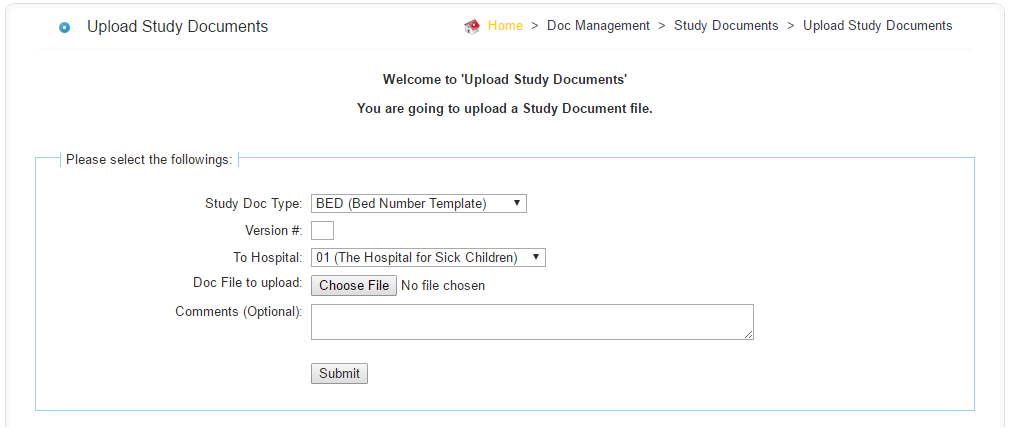 Upload Study Documents
Home > Doc Management > Study Documents > Upload Study Documents
Welcome to 'Upload Study Documents'
You are going to upload a Study Document file.
Please select the followings:
Study Doc Type: BED (Bed Number Template)
Version #:
To Hospital: 01 (The Hospital for Sick Children)
Doc File to upload: Choose File No file chosen
Comments (Optional):
Submit